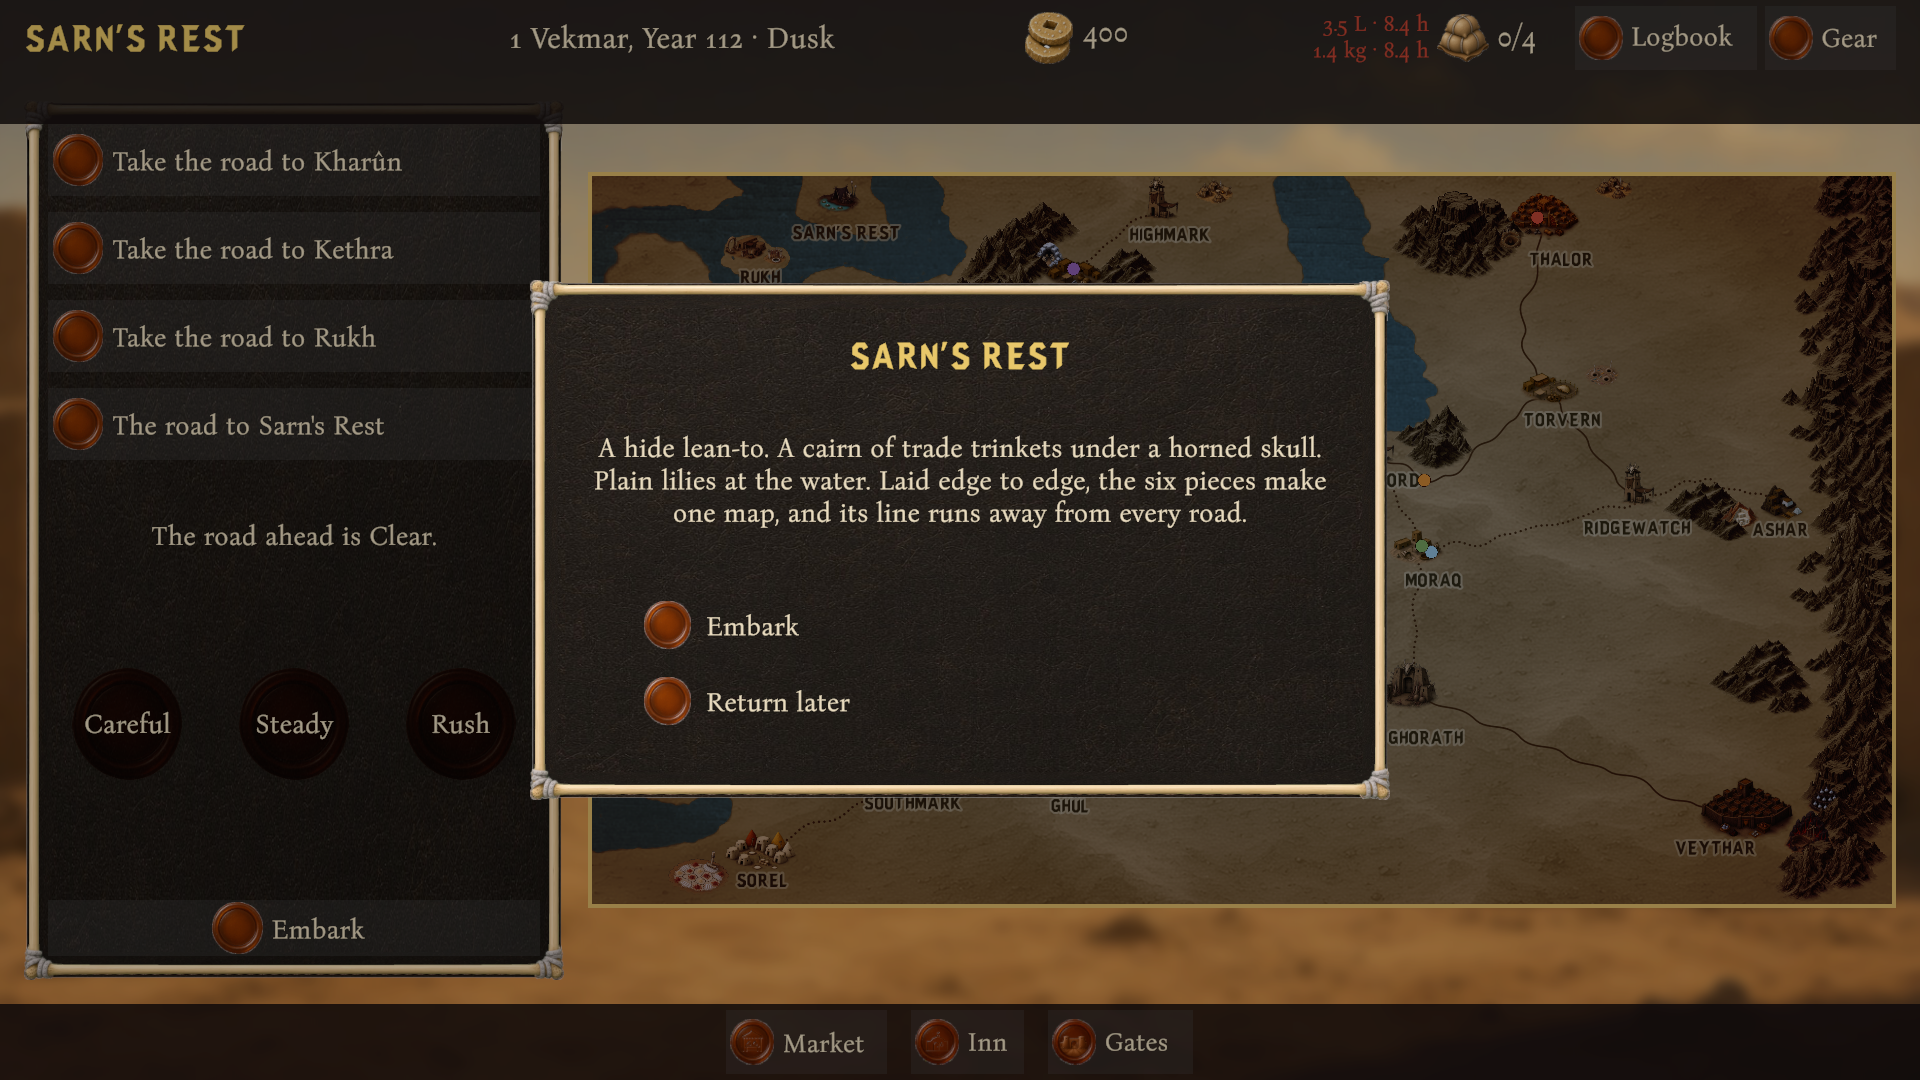 SARN'S REST
1 Vekmar, Year 112 · Dusk
400
3.5 L · 8.4 h
1.4 kg · 8.4 h
0/4
Logbook
Gear
Take the road to Kharûn
Take the road to Kethra
Take the road to Rukh
The road to Sarn's Rest
The road ahead is Clear.
Careful
Steady
Rush
Embark
SARN'S REST
RUKH
HIGHMARK
THALOR
TORVERN
ORD
RIDGEWATCH
ASHAR
MORAQ
GHORATH
VEYTHAR
SOUTHMARK
GHUL
SOREL
SARN'S REST
A hide lean-to. A cairn of trade trinkets under a horned skull.
Plain lilies at the water. Laid edge to edge, the six pieces make
one map, and its line runs away from every road.
Embark
Return later
Market
Inn
Gates